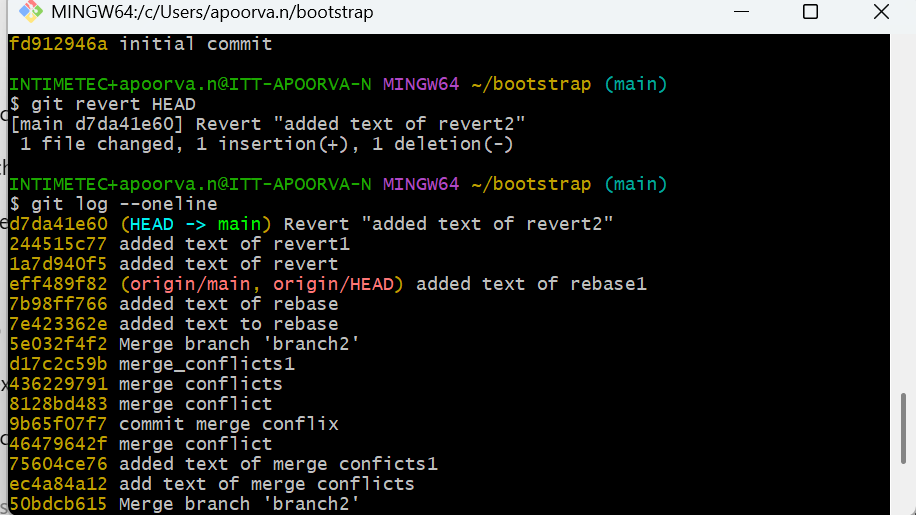 MINGW64:/c/Users/apoorva.n/bootstrap
fd912946a initial commit
INTIMETEC+apoorva.n@ITT-APOORVA-N MINGW64 ~/bootstrap (main)
$ git revert HEAD
[main d7da41e60] Revert "added text of revert2"
1 file changed, 1 insertion(+), 1 deletion(-)
INTIMETEC+apoorva.n@ITT-APOORVA-N MINGW64 ~/bootstrap (main)
$ git log --oneline
d7da41e60 (HEAD -> main) Revert "added text of revert2"
244515c77 added text of revert1
1a7d940f5 added text of revert
eff489f82 (origin/main, origin/HEAD) added text of rebase1
7b98ff766 added text of rebase
7e423362e added text to rebase
5e032f4f2 Merge branch 'branch2'
d17c2c59b merge_conflicts1
436229791 merge conflicts
8128bd483 merge conflict
9b65f07f7 commit merge conflix
46479642f merge conflict
75604ce76 added text of merge conficts1
ec4a84a12 add text of merge conflicts
50bdcb615 Merge branch 'branch2'